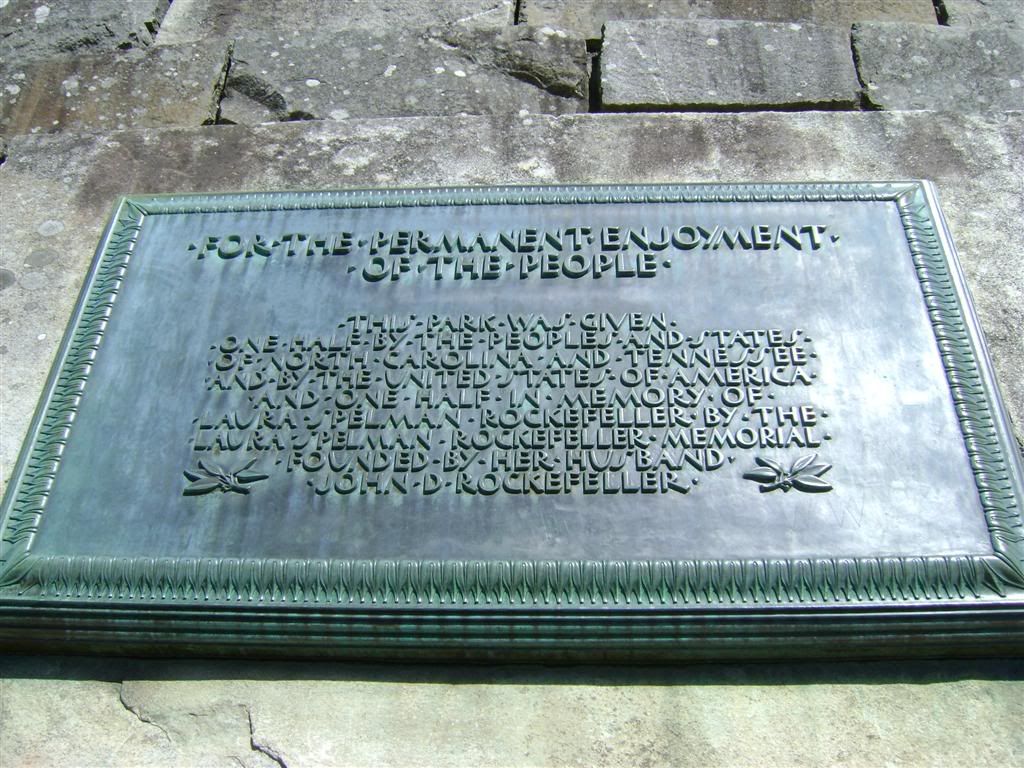 ·FOR·THE·PERMANENT·ENJOYMENT·
·OF·THE·PEOPLE·
·THIS·PARK·WAS·GIVEN·
·ONE·HALF·BY·THE·PEOPLES·AND·STATES·
·OF·NORTH·CAROLINA·AND·TENNESSEE·
·AND·BY·THE·UNITED·STATES·OF·AMERICA·
·AND·ONE·HALF·IN·MEMORY·OF·
·LAURA·SPELMAN·ROCKEFELLER·BY·THE·
·LAURA·SPELMAN·ROCKEFELLER·MEMORIAL·
·FOUNDED·BY·HER·HUSBAND·
·JOHN·D·ROCKEFELLER·